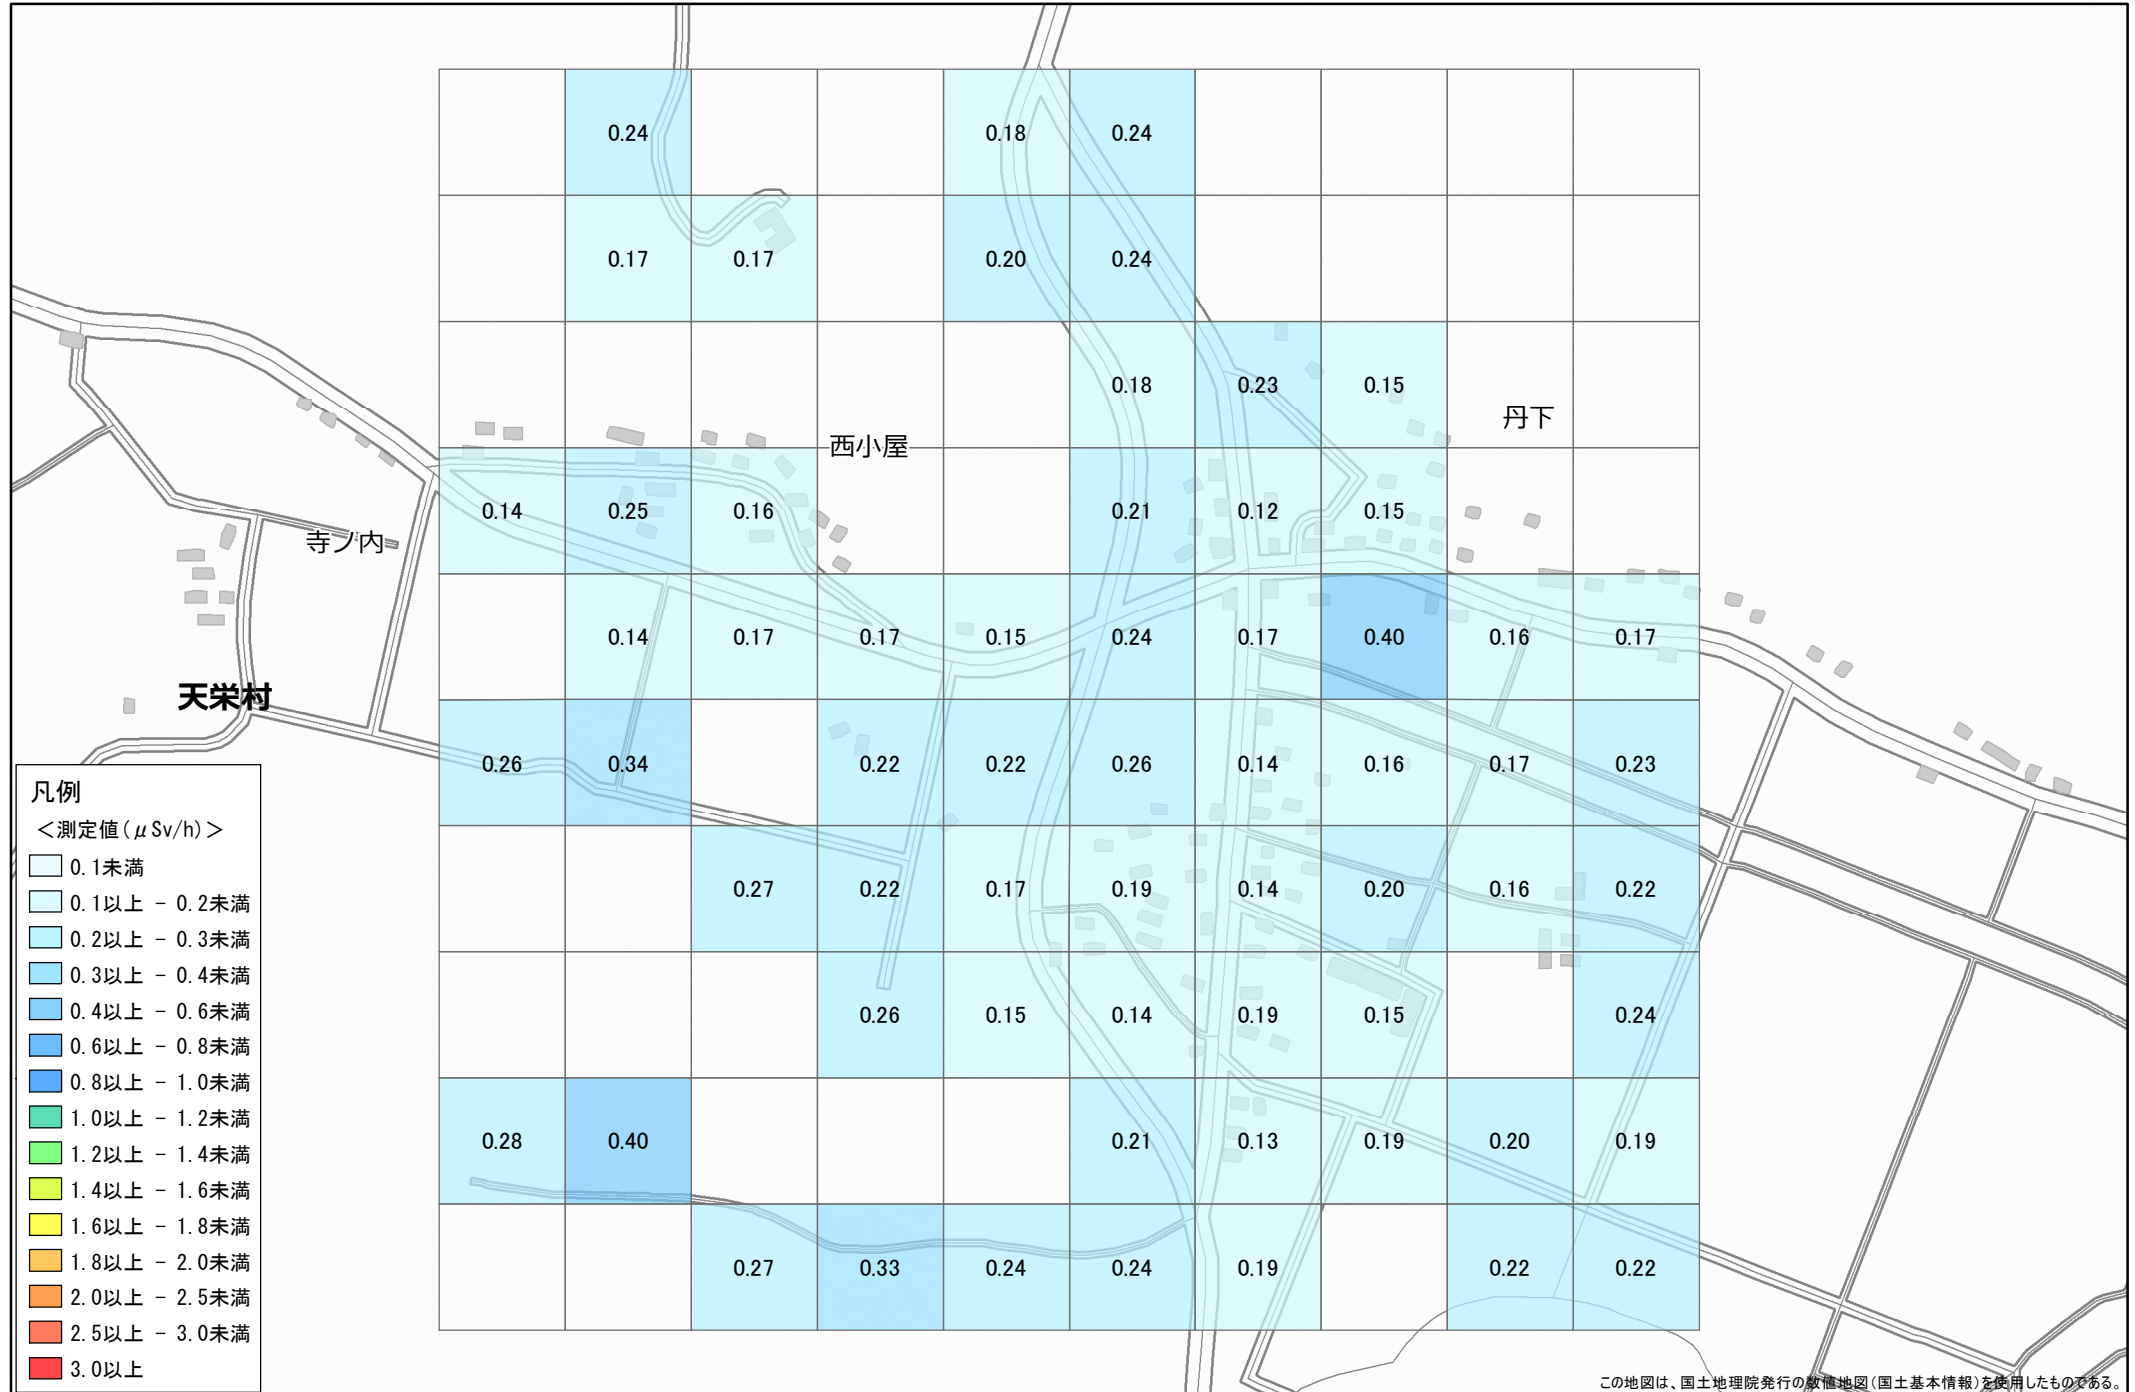 0.24 0.18 0.24
0.17 0.17 0.20 0.24
0.18 0.23 0.15
丹下
西小屋
0.14 0.25 0.16 0.21 0.12 0.15
寺ノ内
0.14 0.17 0.17 0.15 0.24 0.17 0.40 0.16 0.17
天栄村
0.26 0.34 0.22 0.22 0.26 0.14 0.16 0.17 0.23
0.27 0.22 0.17 0.19 0.14 0.20 0.16 0.22
0.26 0.15 0.14 0.19 0.15 0.24
0.28 0.40 0.21 0.13 0.19 0.20 0.19
0.27 0.33 0.24 0.24 0.19 0.22 0.22
凡例
＜測定値(μSv/h)＞
0.1未満
0.1以上 － 0.2未満
0.2以上 － 0.3未満
0.3以上 － 0.4未満
0.4以上 － 0.6未満
0.6以上 － 0.8未満
0.8以上 － 1.0未満
1.0以上 － 1.2未満
1.2以上 － 1.4未満
1.4以上 － 1.6未満
1.6以上 － 1.8未満
1.8以上 － 2.0未満
2.0以上 － 2.5未満
2.5以上 － 3.0未満
3.0以上
この地図は、国土地理院発行の数値地図(国土基本情報)を使用したものである。